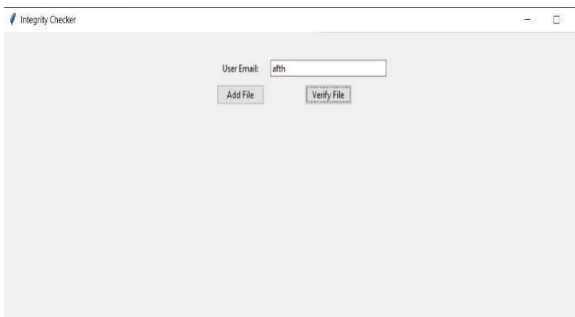 Integrity Checker
User Email: afth
Add File Verify File